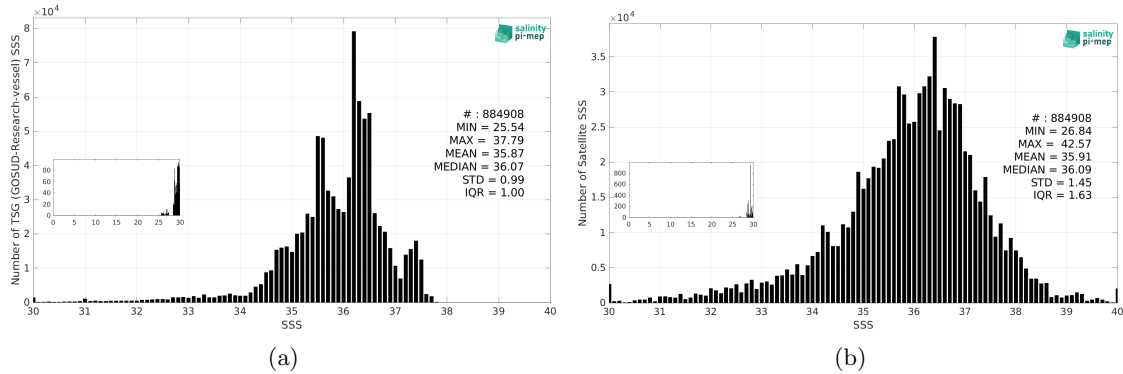 ×10⁴
salinity
pi-mep
Number of TSG (GOSUD-Research-vessel) SSS
8
7
6
5
4
3
2
1
0
# : 884908
MIN = 25.54
MAX = 37.79
MEAN = 35.87
MEDIAN = 36.07
STD = 0.99
IQR = 1.00
80
60
40
20
0
0 5 10 15 20 25 30
30 31 32 33 34 35 36 37 38 39 40
SSS
(a)
×10⁴
salinity
pi-mep
Number of Satellite SSS
3.5
3
2.5
2
1.5
1
0.5
0
# : 884908
MIN = 26.84
MAX = 42.57
MEAN = 35.91
MEDIAN = 36.09
STD = 1.45
IQR = 1.63
800
600
400
200
0
0 5 10 15 20 25 30
30 31 32 33 34 35 36 37 38 39 40
SSS
(b)